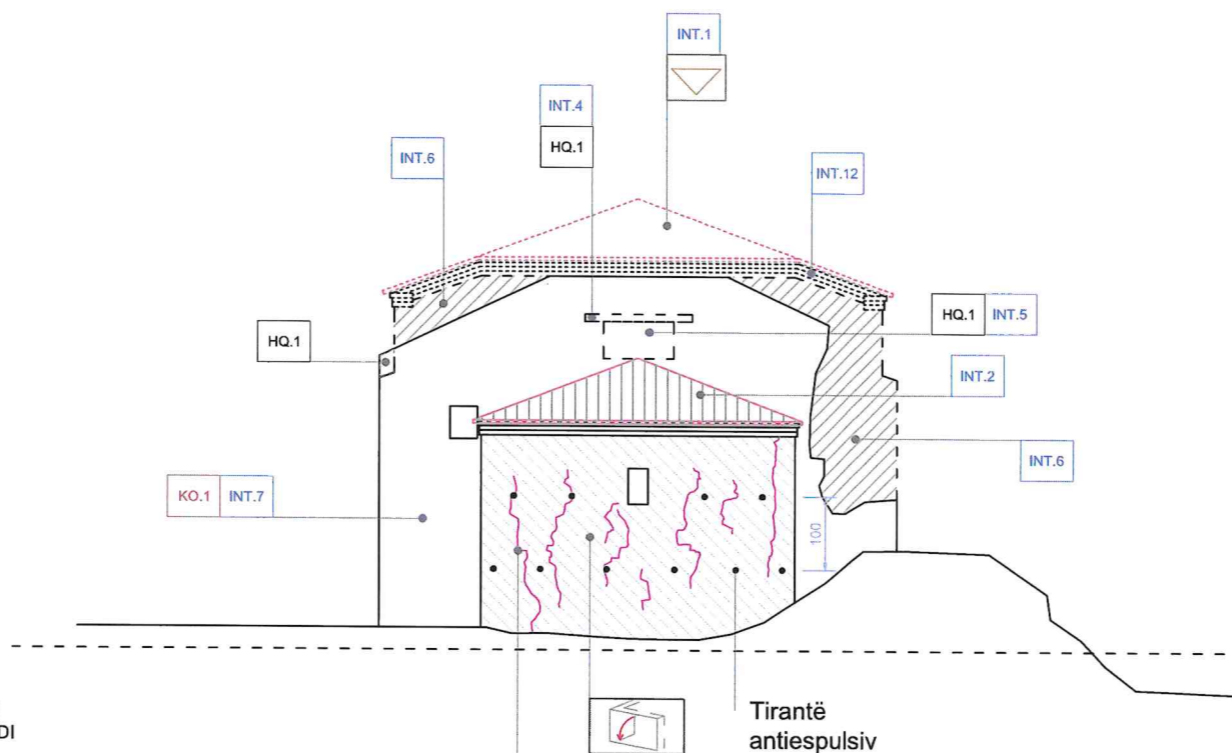 INT.1
INT.4
HQ.1
INT.6
INT.12
HQ.1
HQ.1 INT.5
INT.2
INT.6
KO.1 INT.7
100
Tirantë
antiespulsiv
DI